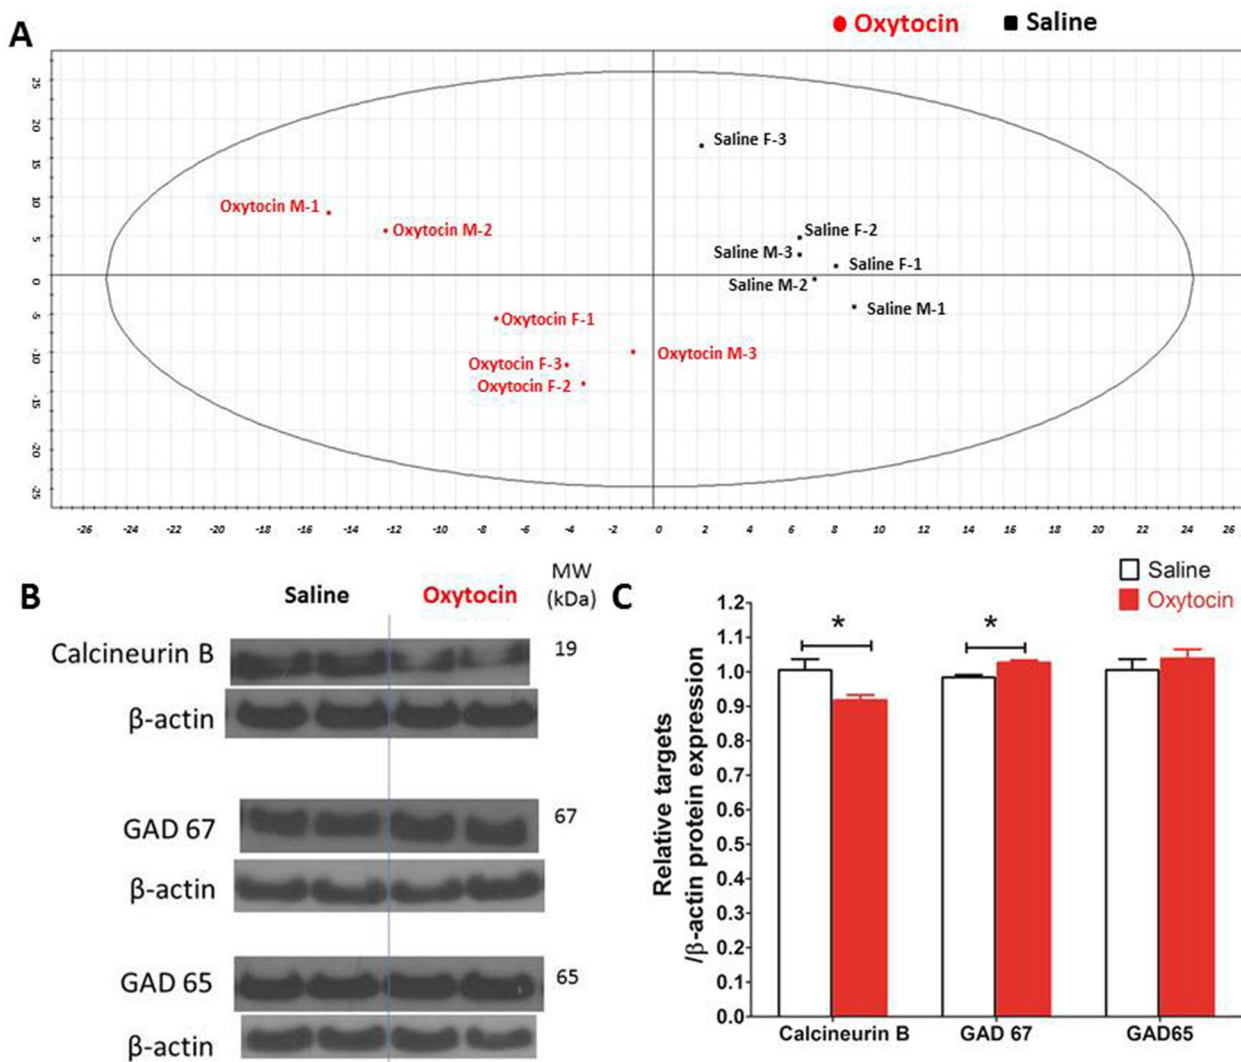 A
Oxytocin
Saline
25
20
15
10
5
0
-5
-10
-15
-20
-25
Saline F-3
Oxytocin M-1
Oxytocin M-2
Saline F-2
Saline M-3
Saline F-1
Saline M-2
Saline M-1
Oxytocin F-1
Oxytocin M-3
Oxytocin F-3
Oxytocin F-2
-26 -24 -22 -20 -18 -16 -14 -12 -10 -8 -6 -4 -2 0 2 4 6 8 10 12 14 16 18 20 22 24 26
B
Saline
Oxytocin
MW
(kDa)
Calcineurin B
19
β-actin
GAD 67
67
β-actin
GAD 65
65
β-actin
C
Saline
Oxytocin
Relative targets
/β-actin protein expression
1.2
1.1
1.0
0.9
0.8
0.7
0.6
0.5
0.4
0.3
0.2
0.1
0.0
*
*
Calcineurin B
GAD 67
GAD65